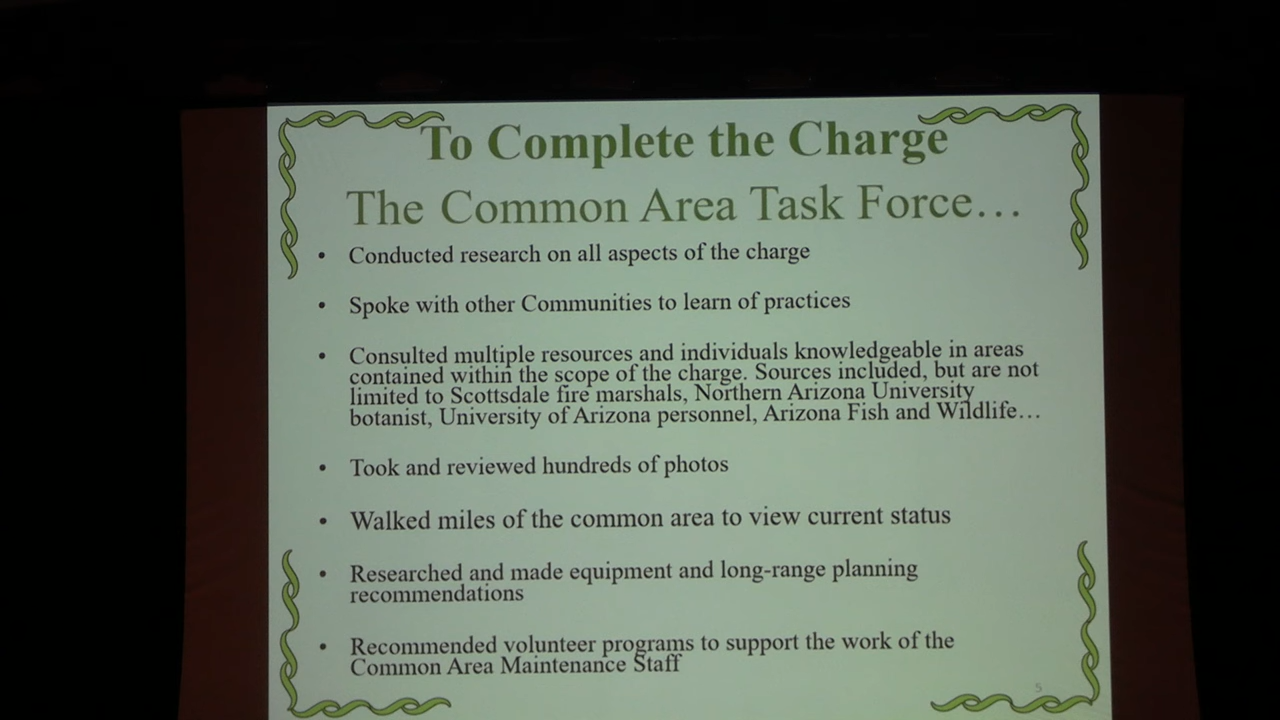 To Complete the Charge
The Common Area Task Force…
• Conducted research on all aspects of the charge
• Spoke with other Communities to learn of practices
• Consulted multiple resources and individuals knowledgeable in areas
contained within the scope of the charge. Sources included, but are not
limited to Scottsdale fire marshals, Northern Arizona University
botanist, University of Arizona personnel, Arizona Fish and Wildlife…
• Took and reviewed hundreds of photos
• Walked miles of the common area to view current status
• Researched and made equipment and long-range planning
recommendations
• Recommended volunteer programs to support the work of the
Common Area Maintenance Staff
5